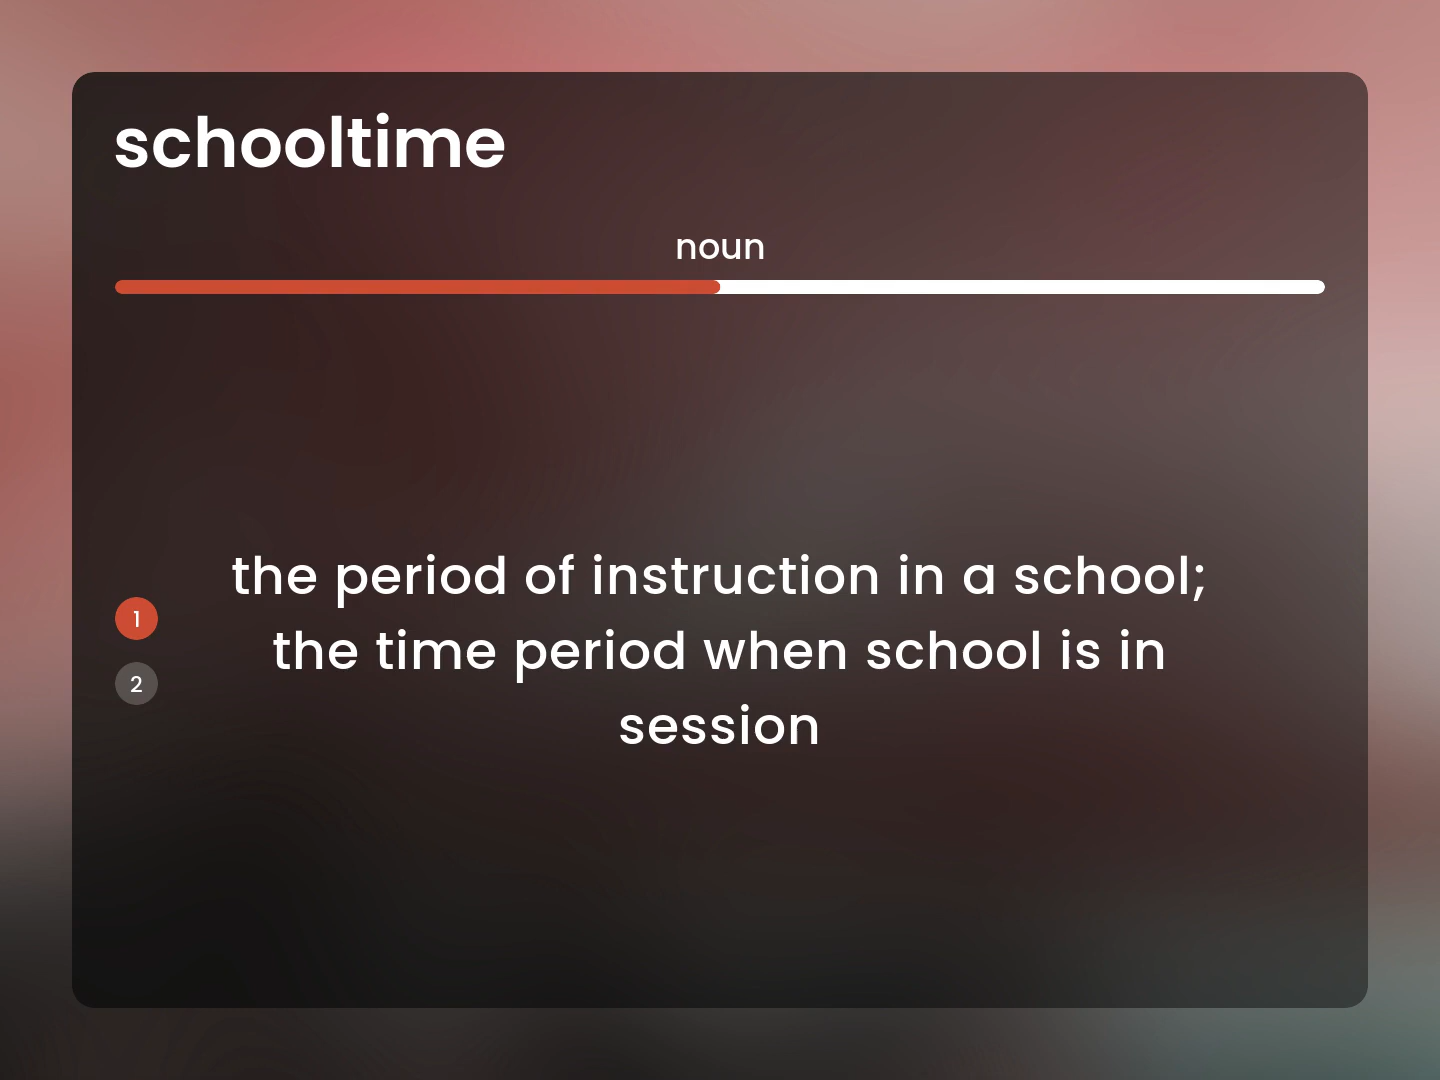 schooltime
noun
the period of instruction in a school;
the time period when school is in
session
1
2